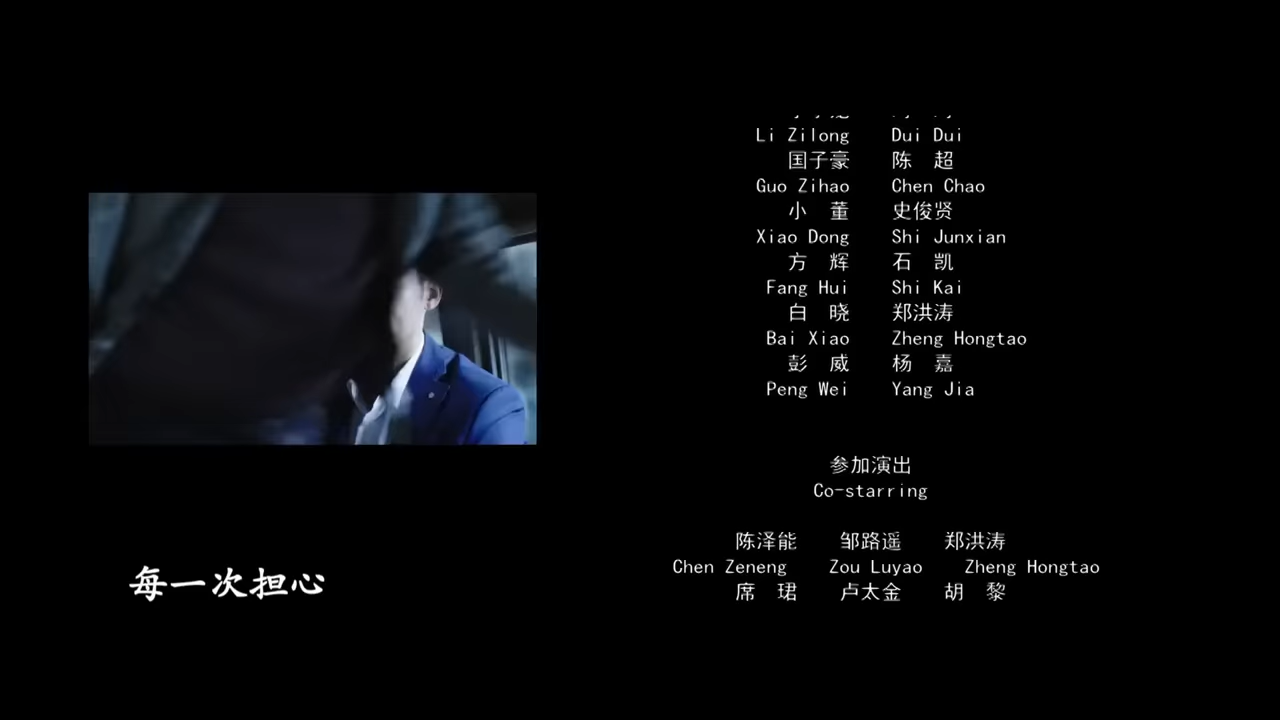 Li Zilong Dui Dui
国子豪 陈 超
Guo Zihao Chen Chao
小 董 史俊贤
Xiao Dong Shi Junxian
方 辉 石 凯
Fang Hui Shi Kai
白 晓 郑洪涛
Bai Xiao Zheng Hongtao
彭 威 杨 嘉
Peng Wei Yang Jia
参加演出
Co-starring
陈泽能 邹路遥 郑洪涛
Chen Zeneng Zou Luyao Zheng Hongtao
席 珺 卢太金 胡 黎
每一次担心